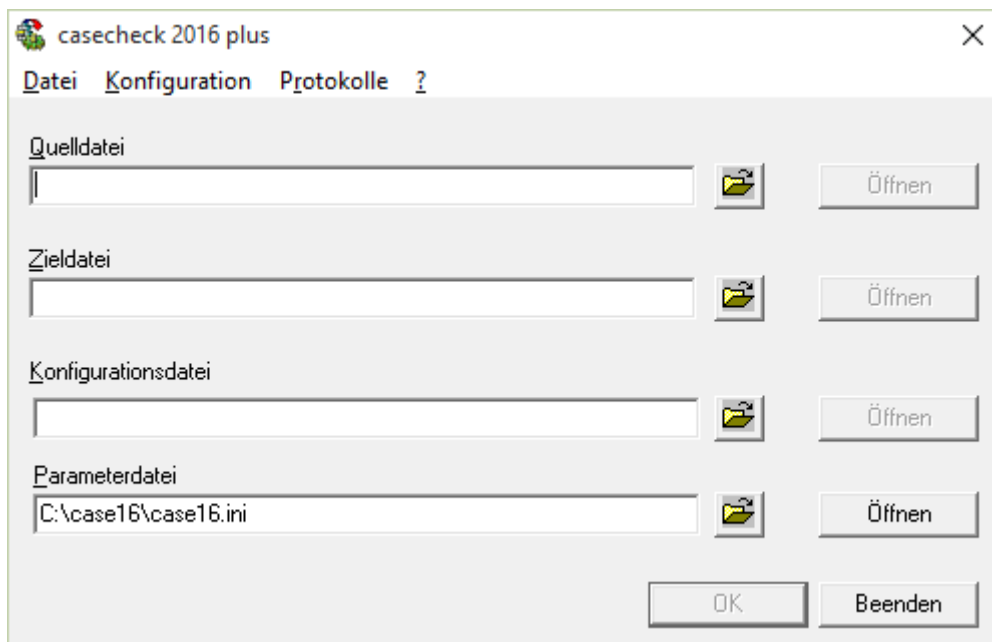 casecheck 2016 plus
Datei Konfiguration Protokolle ?
Quelldatei
Öffnen
Zieldatei
Öffnen
Konfigurationsdatei
Öffnen
Parameterdatei
C:\case16\case16.ini Öffnen
OK Beenden